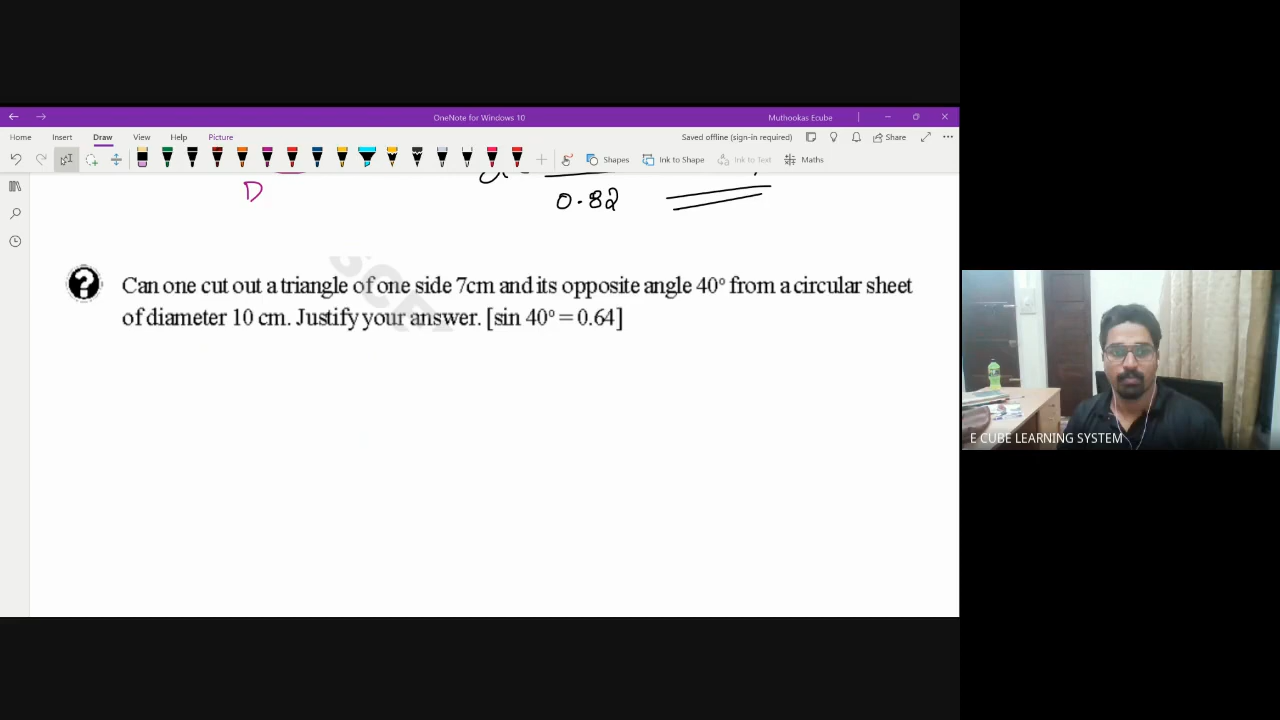 OneNote for Windows 10
Muthookas Ecube
Home Insert Draw View Help Picture
Saved offline (sign-in required) Share
Shapes Ink to Shape Ink to Text Maths
D
0.82
Can one cut out a triangle of one side 7cm and its opposite angle 40° from a circular sheet
of diameter 10 cm. Justify your answer. [sin 40° = 0.64]
E CUBE LEARNING SYSTEM